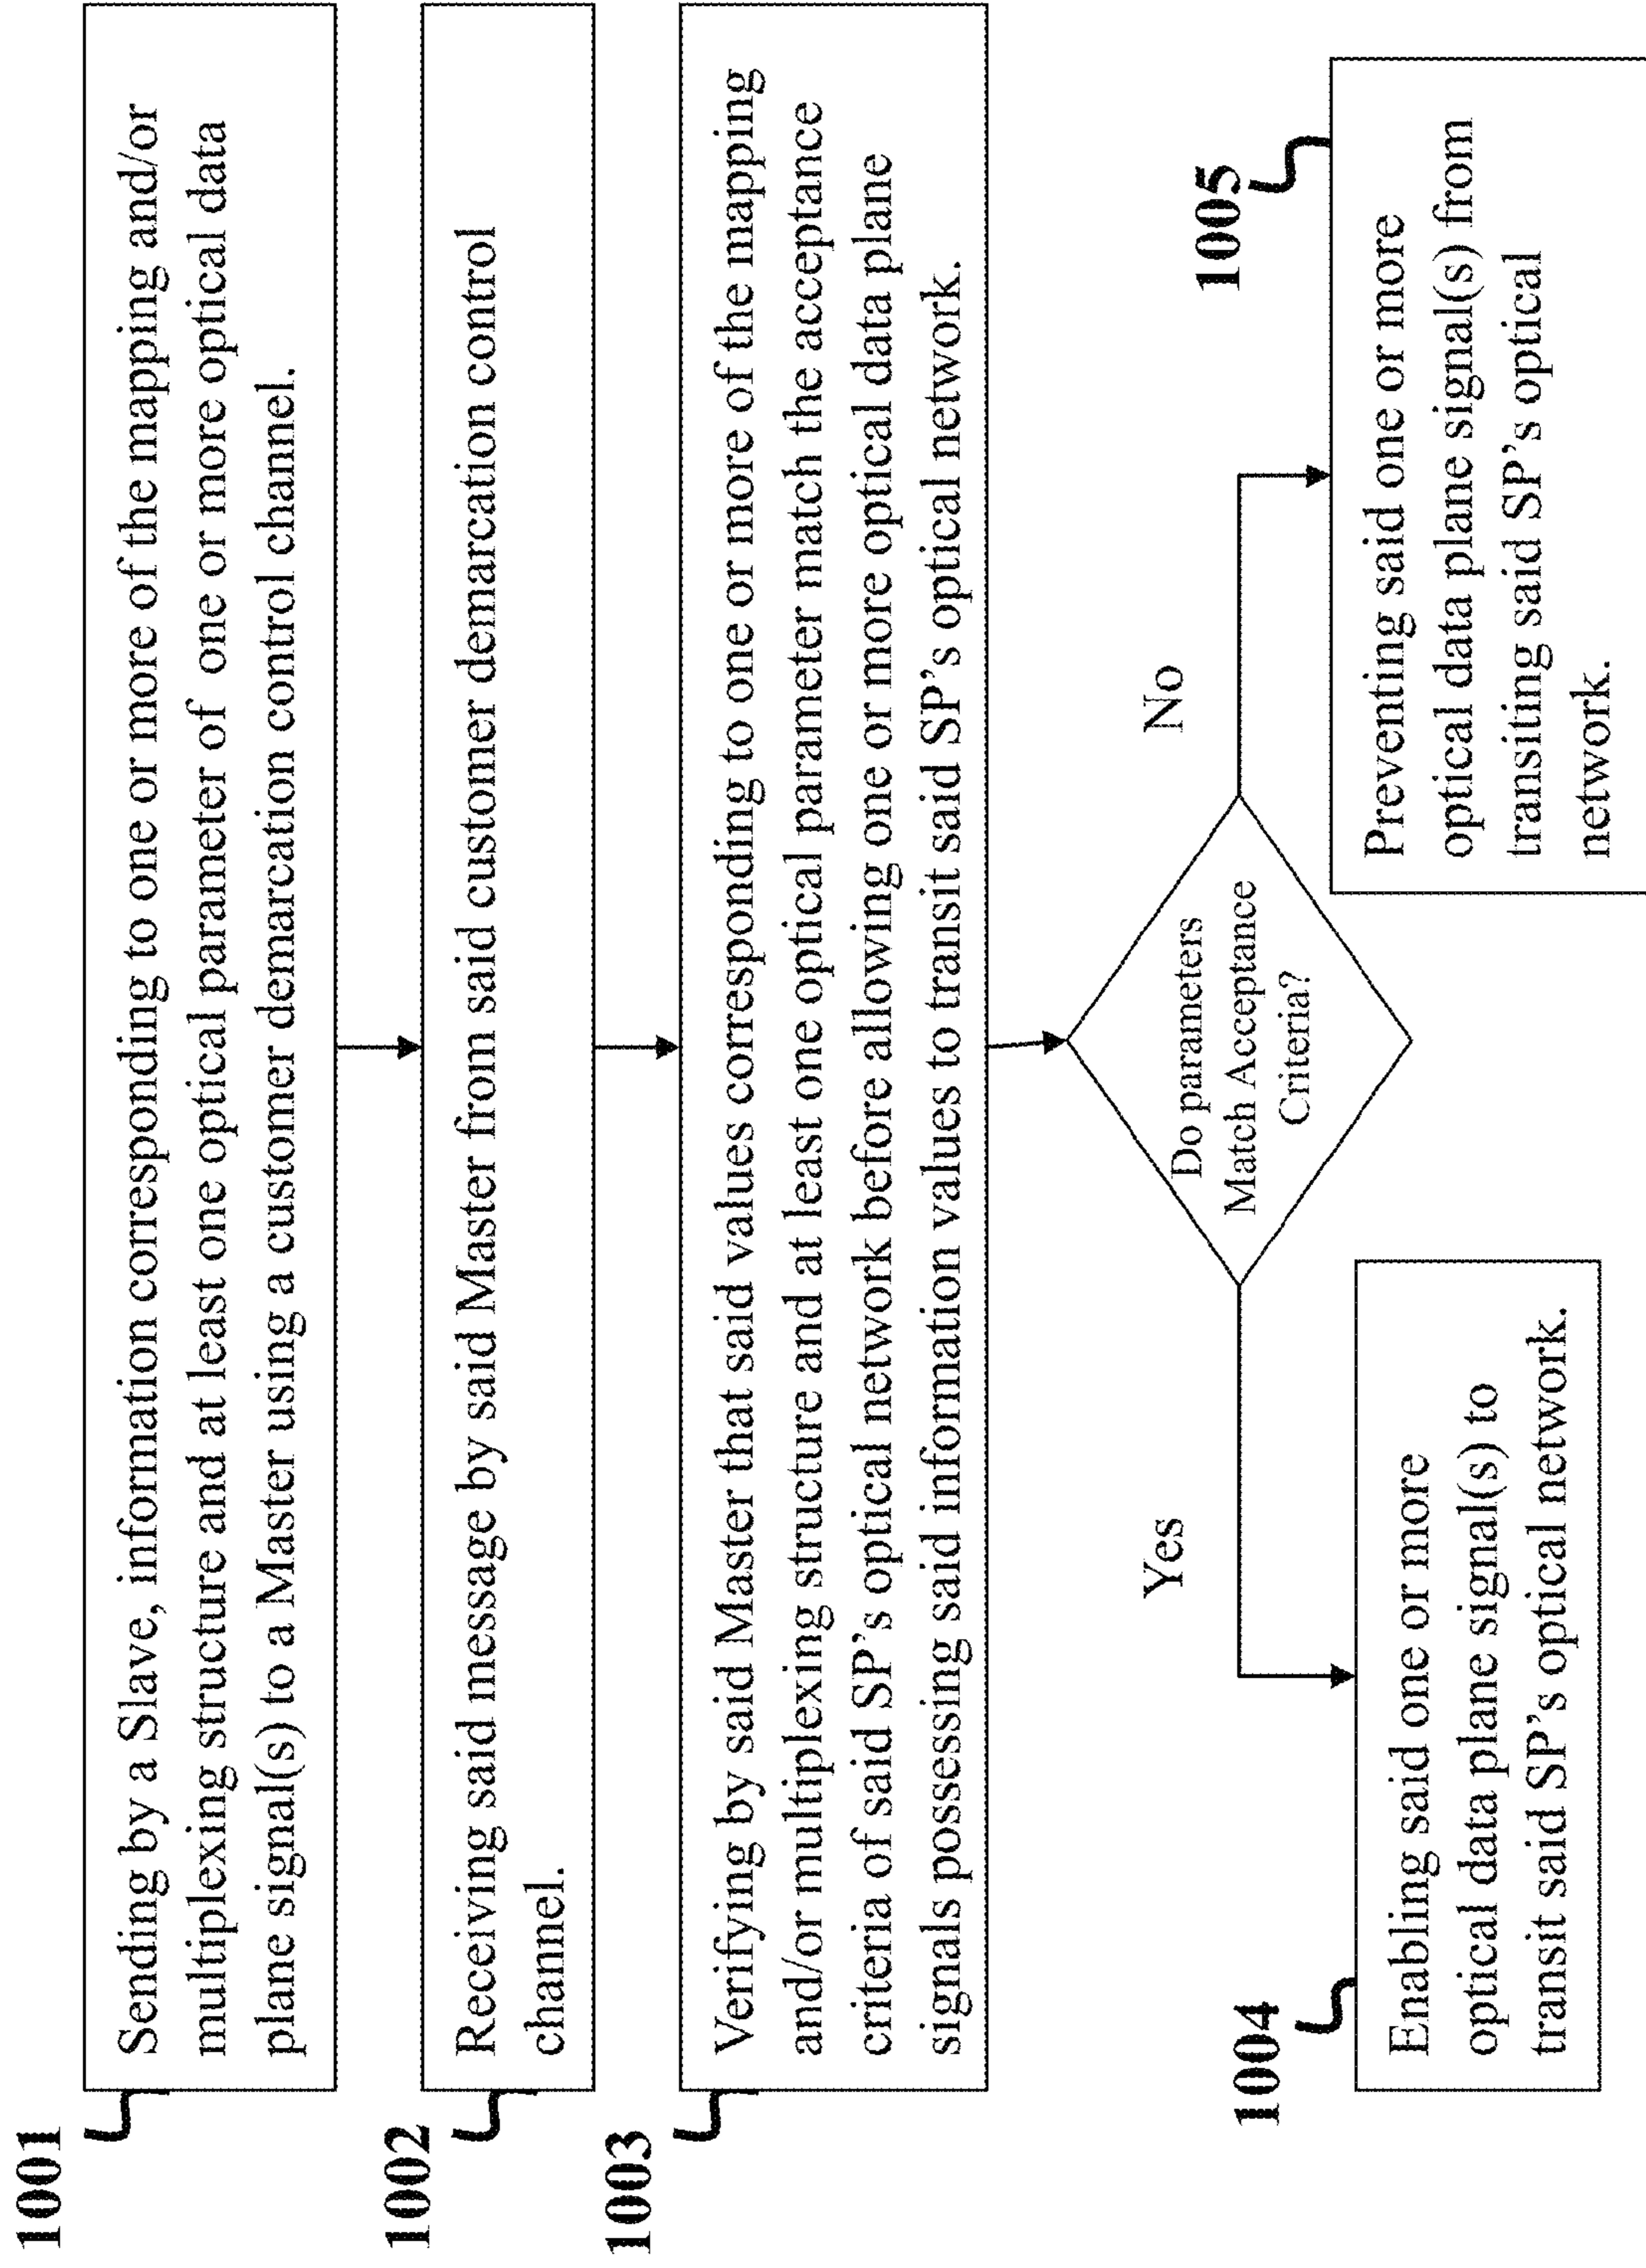 1001
Sending by a Slave, information corresponding to one or more of the mapping and/or
multiplexing structure and at least one optical parameter of one or more optical data
plane signal(s) to a Master using a customer demarcation control channel.
1002
Receiving said message by said Master from said customer demarcation control
channel.
1003
Verifying by said Master that said values corresponding to one or more of the mapping
and/or multiplexing structure and at least one optical parameter match the acceptance
criteria of said SP's optical network before allowing one or more optical data plane
signals possessing said information values to transit said SP's optical network.
Do parameters
Match Acceptance
Criteria?
Yes
No
1004
Enabling said one or more
optical data plane signal(s) to
transit said SP's optical network.
1005
Preventing said one or more
optical data plane signal(s) from
transiting said SP's optical
network.